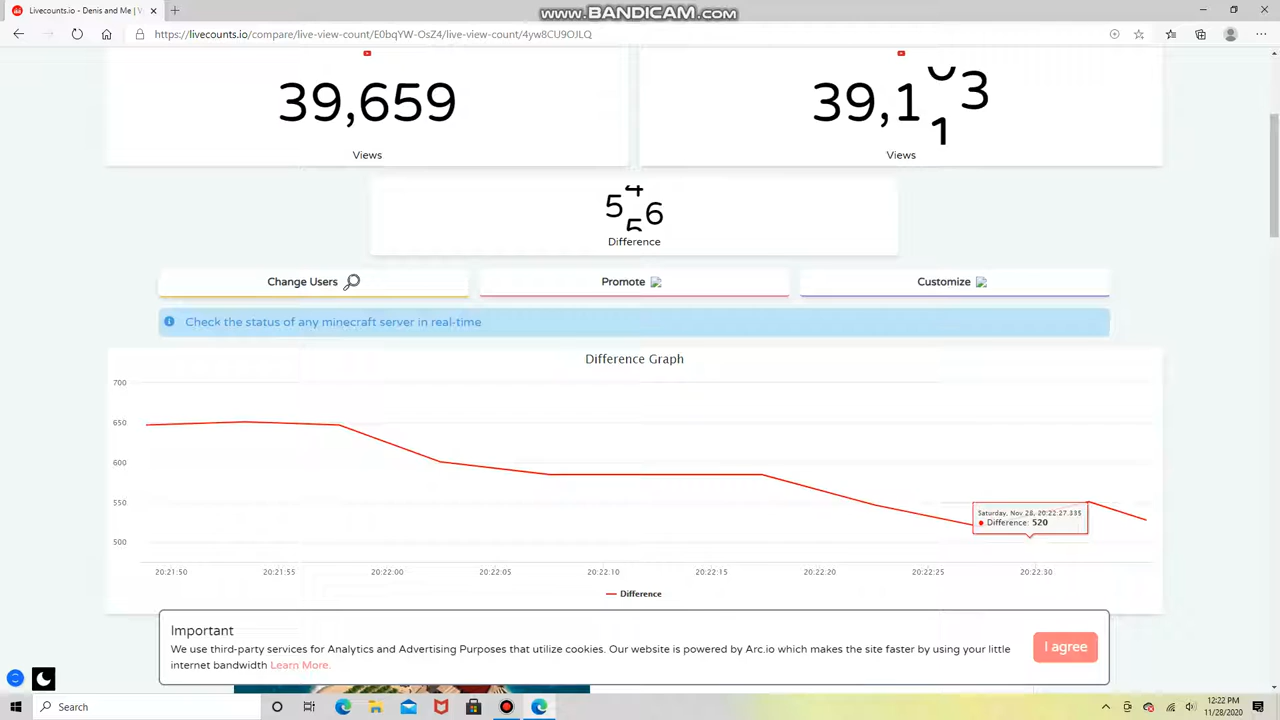 WWW.BANDICAM.COM
Livecounts.io - Denis and Me | \
https://livecounts.io/compare/live-view-count/E0bqYW-OsZ4/live-view-count/4yw8CU9OJLQ
39,659
Views
Views
Difference
Change Users
Promote
Customize
Check the status of any minecraft server in real-time
Difference Graph
700
650
600
550
500
Saturday, Nov 28, 20:22:27.335
Difference: 520
20:21:50 20:21:55 20:22:00 20:22:05 20:22:10 20:22:15 20:22:20 20:22:25 20:22:30
Difference
Important
We use third-party services for Analytics and Advertising Purposes that utilize cookies. Our website is powered by Arc.io which makes the site faster by using your little
internet bandwidth Learn More.
I agree
Search
12:22 PM
11/28/2020